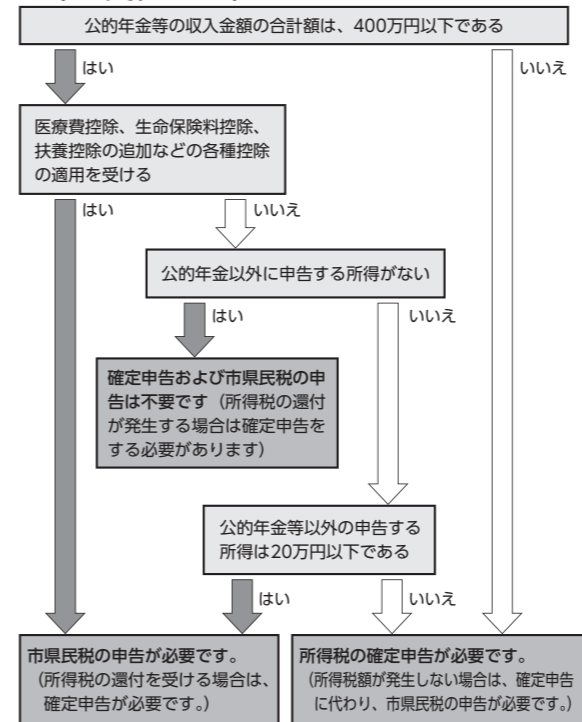 公的年金等の収入金額の合計額は、400万円以下である
はい
いいえ
医療費控除、生命保険料控除、
扶養控除の追加などの各種控除
の適用を受ける
はい
いいえ
公的年金以外に申告する所得がない
はい
いいえ
確定申告および市県民税の申
告は不要です（所得税の還付
が発生する場合は確定申告を
する必要があります）
公的年金等以外の申告する
所得は20万円以下である
はい
いいえ
市県民税の申告が必要です。
（所得税の還付を受ける場合は、
確定申告が必要です。）
所得税の確定申告が必要です。
（所得税額が発生しない場合は、確定申告
に代わり、市県民税の申告が必要です。）